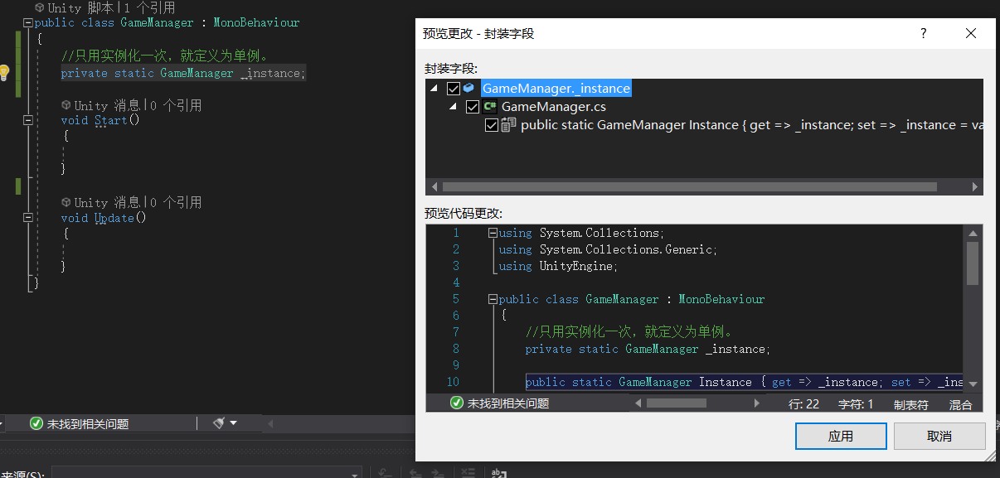 Unity 脚本|1 个引用
public class GameManager : MonoBehaviour
{
//只用实例化一次，就定义为单例。
private static GameManager _instance;
Unity 消息|0 个引用
void Start()
{
}
Unity 消息|0 个引用
void Update()
{
}
}
未找到相关问题
来源(S):
预览更改 - 封装字段
?
封装字段:
GameManager._instance
C# GameManager.cs
public static GameManager Instance { get => _instance; set => _instance = va
预览代码更改:
1 using System.Collections;
2 using System.Collections.Generic;
3 using UnityEngine;
4
5 public class GameManager : MonoBehaviour
6 {
7 //只用实例化一次，就定义为单例。
8 private static GameManager _instance;
9
10 public static GameManager Instance { get => _instance; set => _ins
未找到相关问题 行: 22 字符: 1 制表符 混合
应用 取消